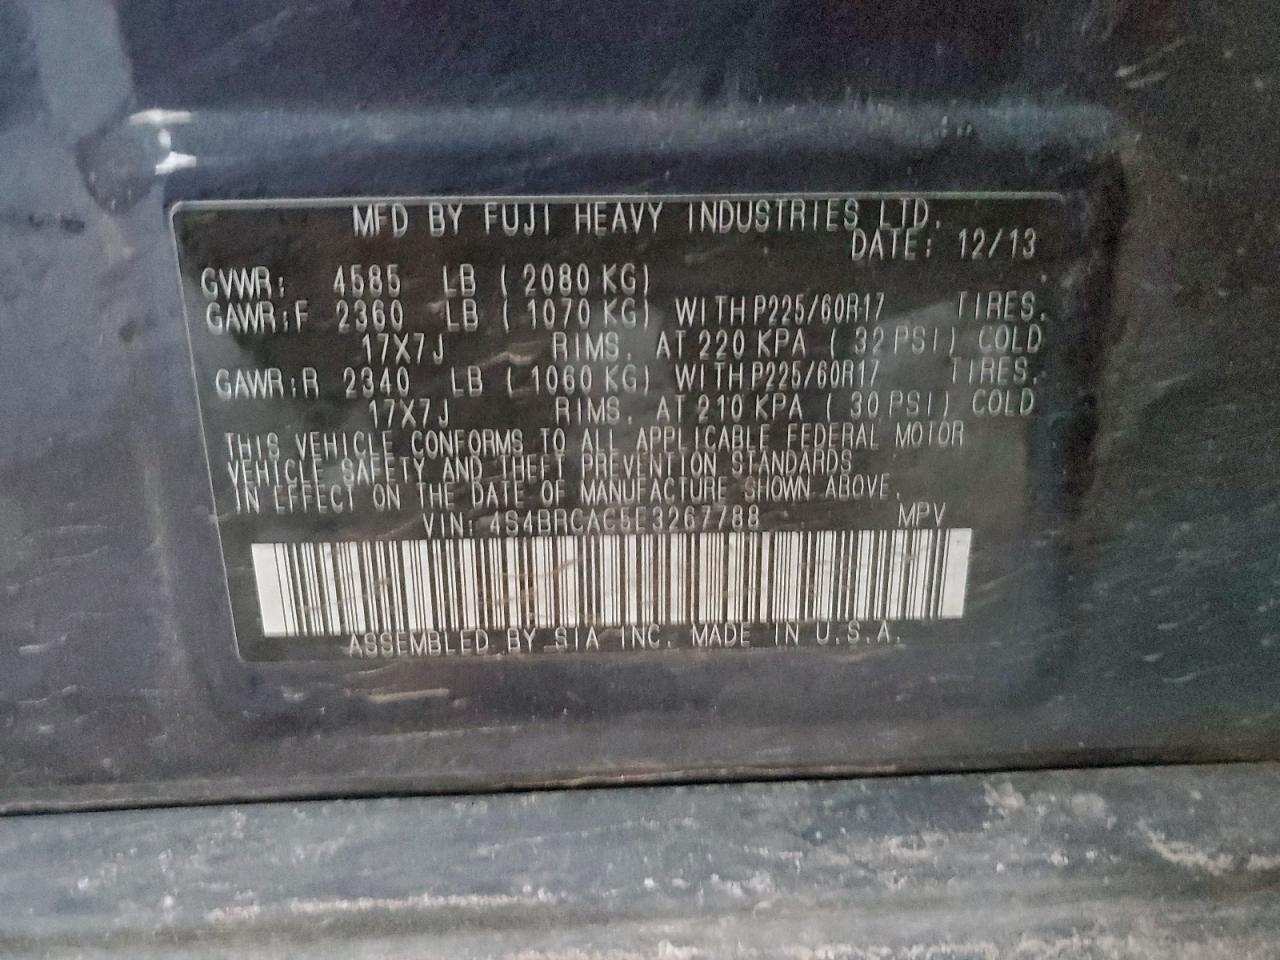 MFD BY FUJI HEAVY INDUSTRIES LTD.
DATE: 12/13
GVWR: 4585 LB (2080 KG)
GAWR:F 2360 LB (1070 KG) WITH P225/60R17 TIRES.
17X7J RIMS. AT 220 KPA (32 PSI) COLD
GAWR:R 2340 LB (1060 KG) WITH P225/60R17 TIRES.
17X7J RIMS. AT 210 KPA (30 PSI) COLD
THIS VEHICLE CONFORMS TO ALL APPLICABLE FEDERAL MOTOR
VEHICLE SAFETY AND THEFT PREVENTION STANDARDS
IN EFFECT ON THE DATE OF MANUFACTURE SHOWN ABOVE.
VIN: 4S4BRCAC5E3267788 MPV
ASSEMBLED BY SIA INC. MADE IN U.S.A.